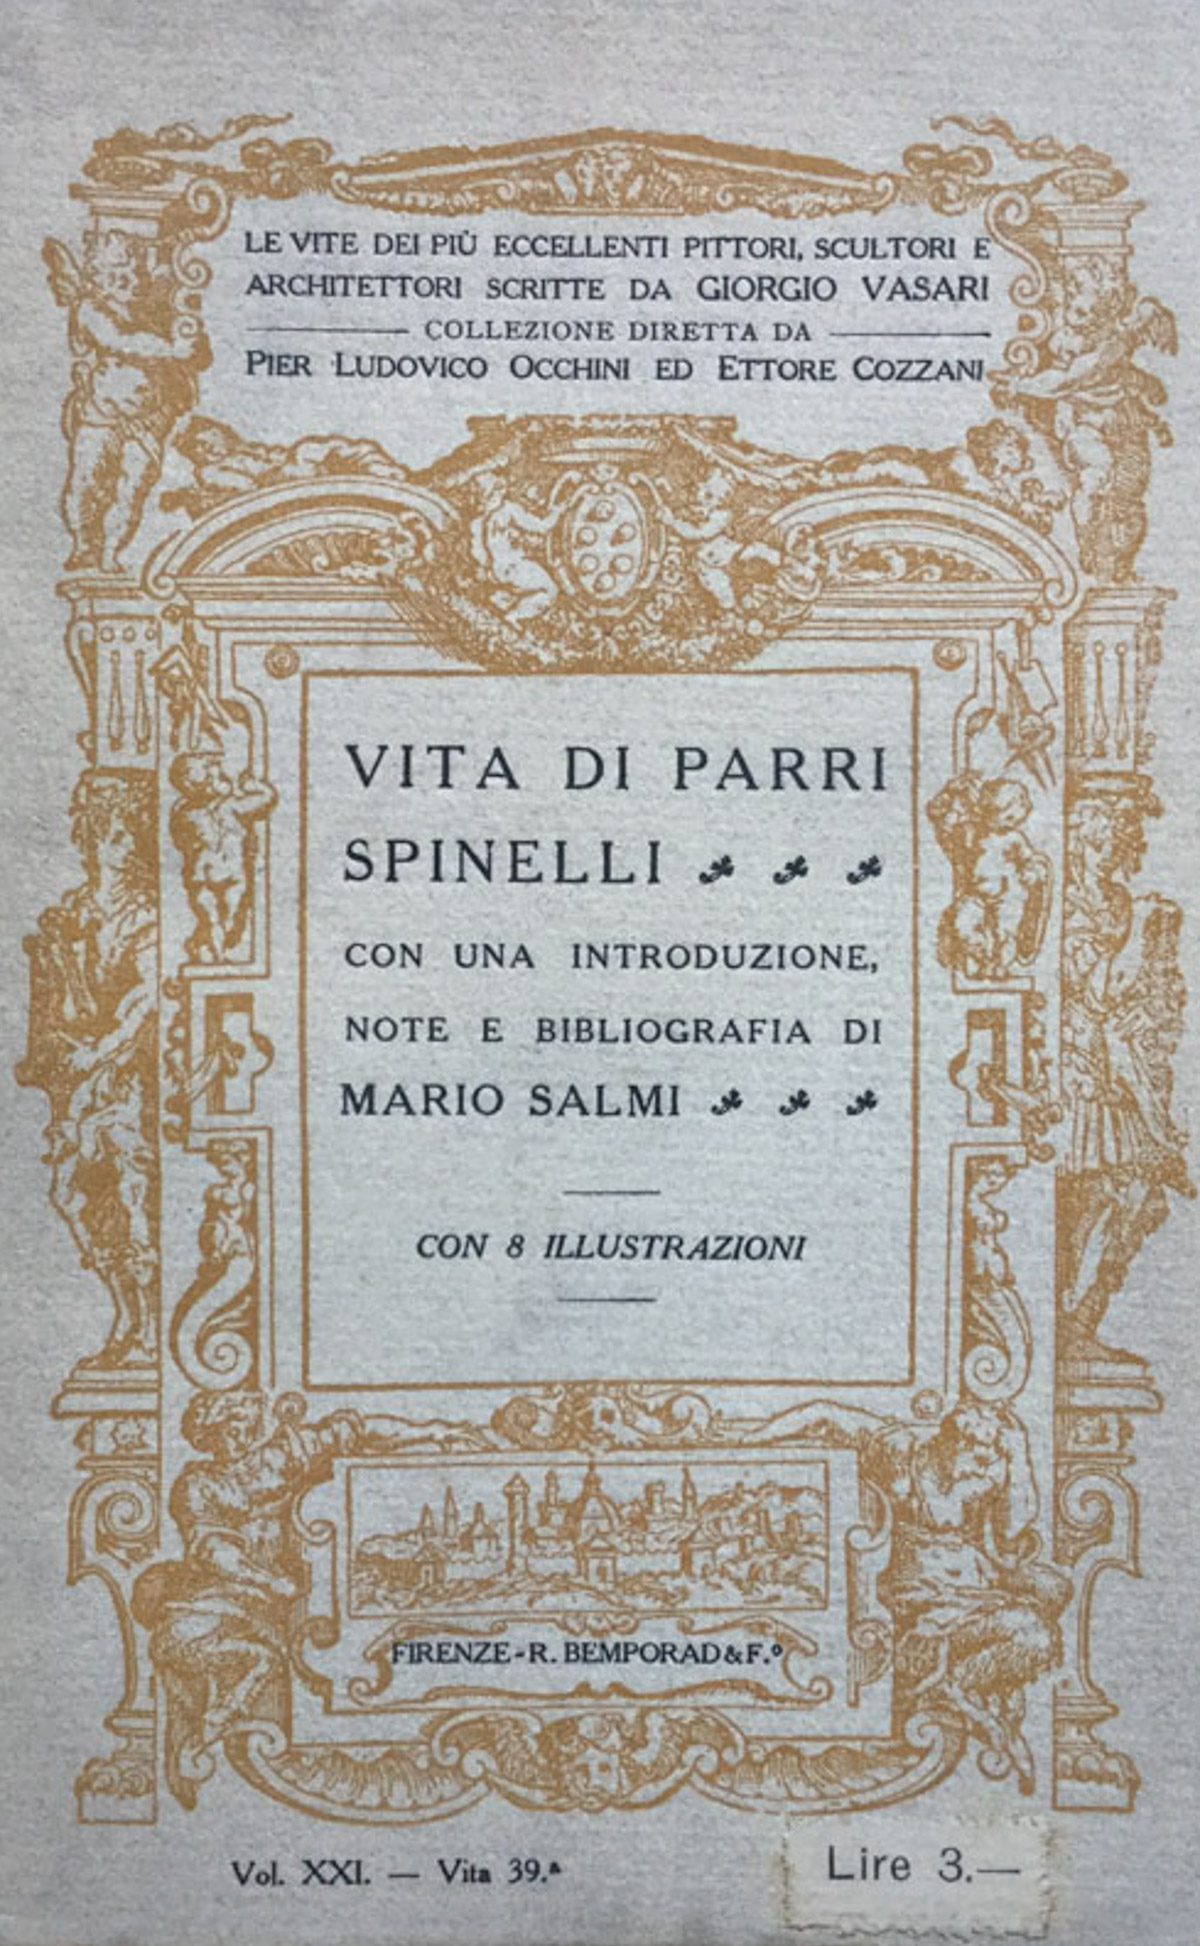 LE VITE DEI PIÙ ECCELLENTI PITTORI, SCULTORI E
ARCHITETTORI SCRITTE DA GIORGIO VASARI
COLLEZIONE DIRETTA DA
PIER LUDOVICO OCCHINI ED ETTORE COZZANI
VITA DI PARRI
SPINELLI
CON UNA INTRODUZIONE,
NOTE E BIBLIOGRAFIA DI
MARIO SALMI
CON 8 ILLUSTRAZIONI
FIRENZE-R. BEMPORAD & F.º
Vol. XXI. — Vita 39.ª
Lire 3.—